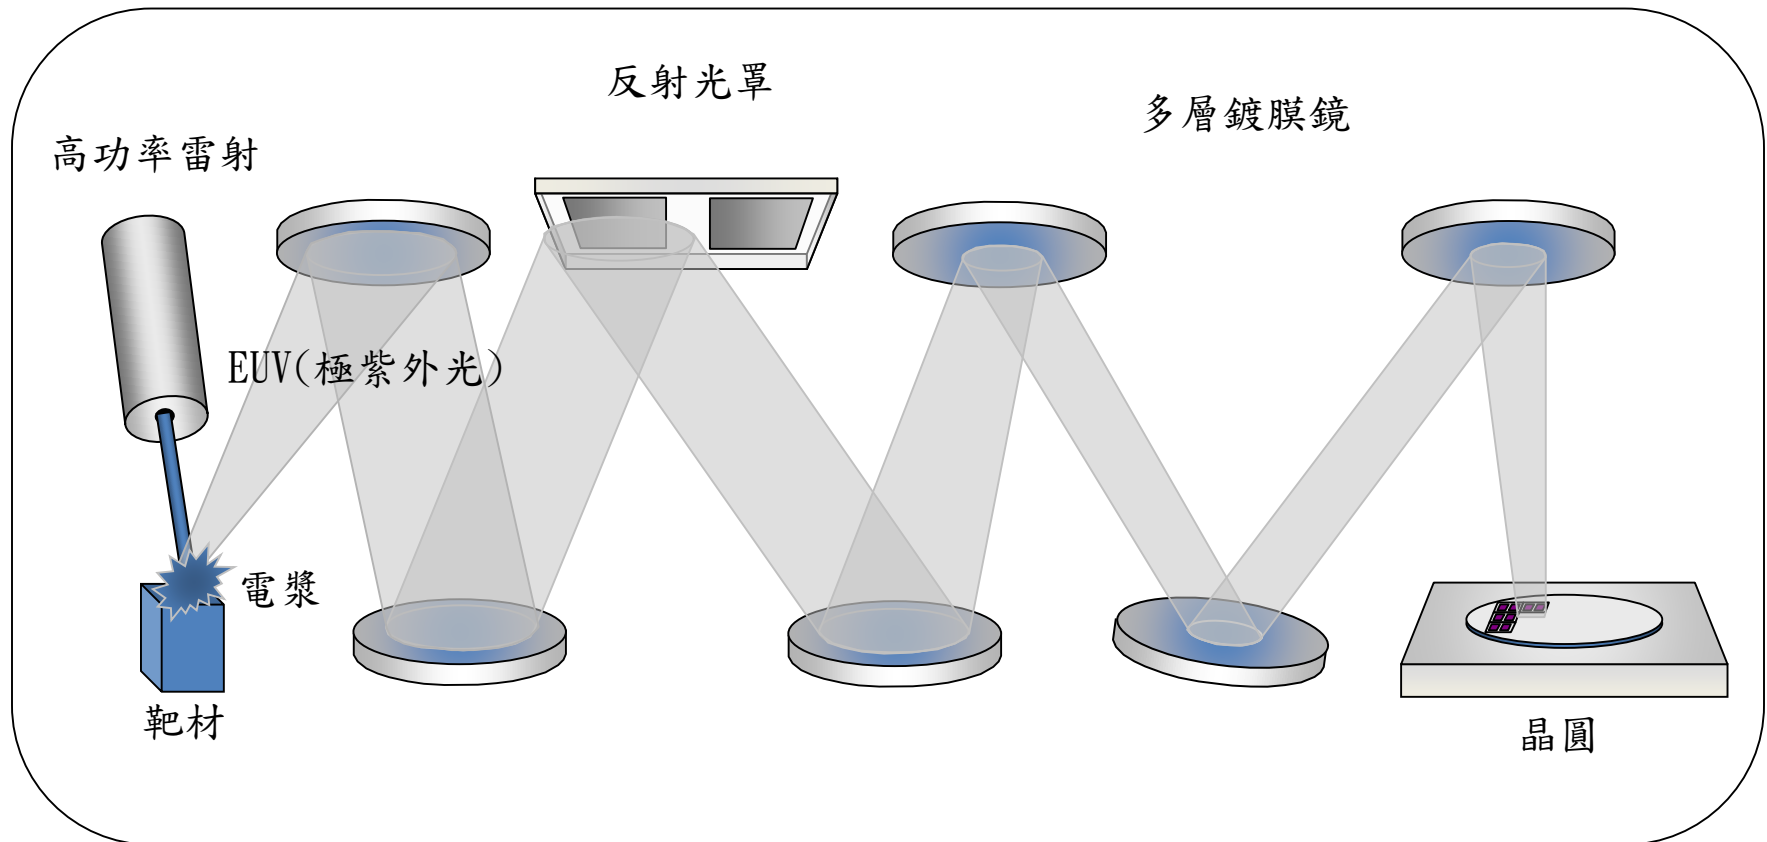 反射光罩
多層鍍膜鏡
高功率雷射
EUV(極紫外光)
電漿
靶材
晶圓